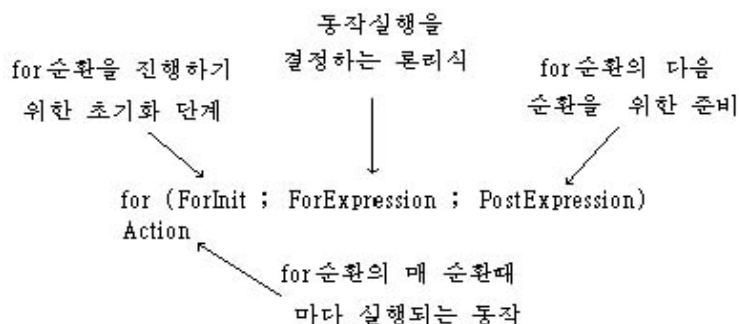 동작실행을
결정하는 론리식
for순환을 진행하기
위한 초기화 단계
for순환의 다음
순환을 위한 준비
for (ForInit ; ForExpression ; PostExpression)
Action
for순환의 매 순환때
마다 실행되는 동작